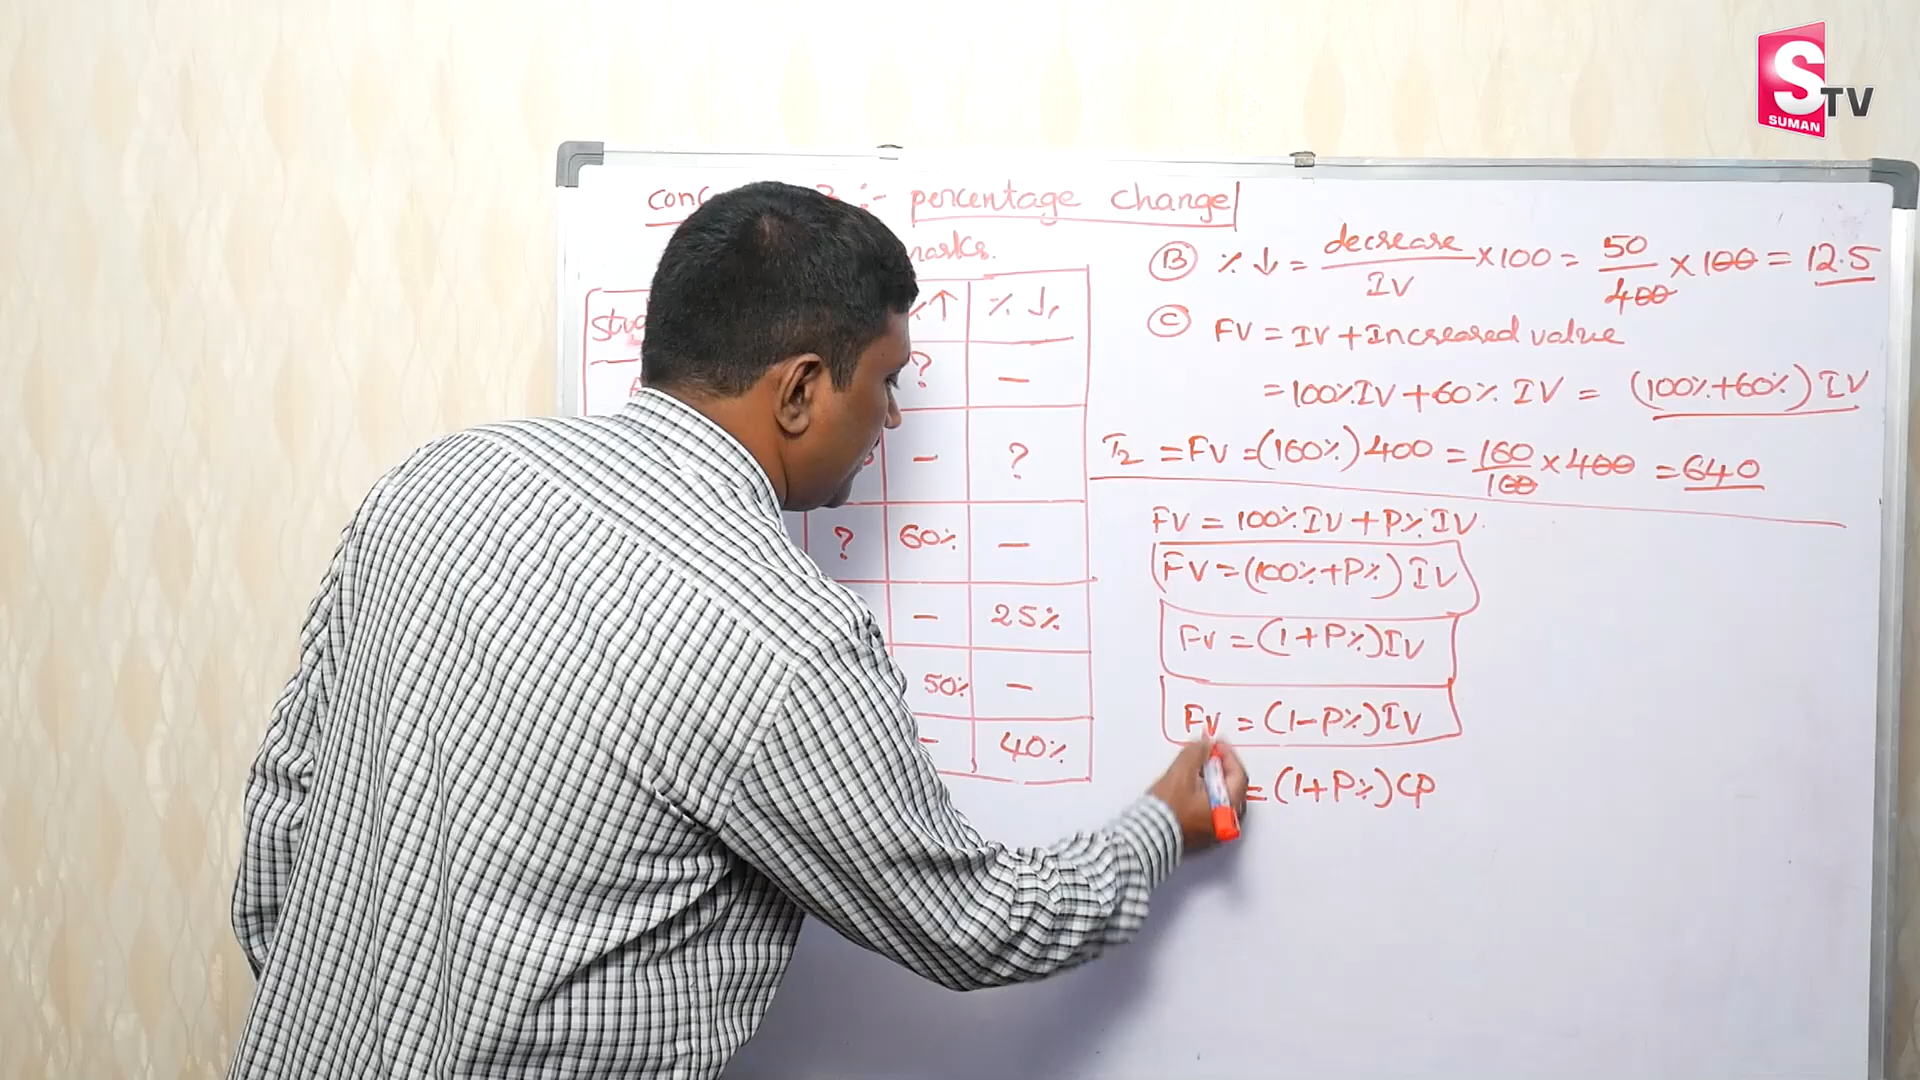 :- percentage change
marks.
% ↑ % ↓
? -
- ?
? 60% -
- 25%
50% -
- 40%
Ⓑ % ↓ = decrease/IV × 100 = 50/400 × 100 = 12.5
Ⓒ FV = IV + Increased value
= 100% IV + 60% IV = (100% + 60%) IV
T2 = FV = (160%) 400 = 160/100 × 400 = 640
FV = 100% IV + P% IV
FV = (100% + P%) IV
FV = (1 + P%) IV
FV = (1 - P%) IV
= (1 + P%) CP
S TV
SUMAN